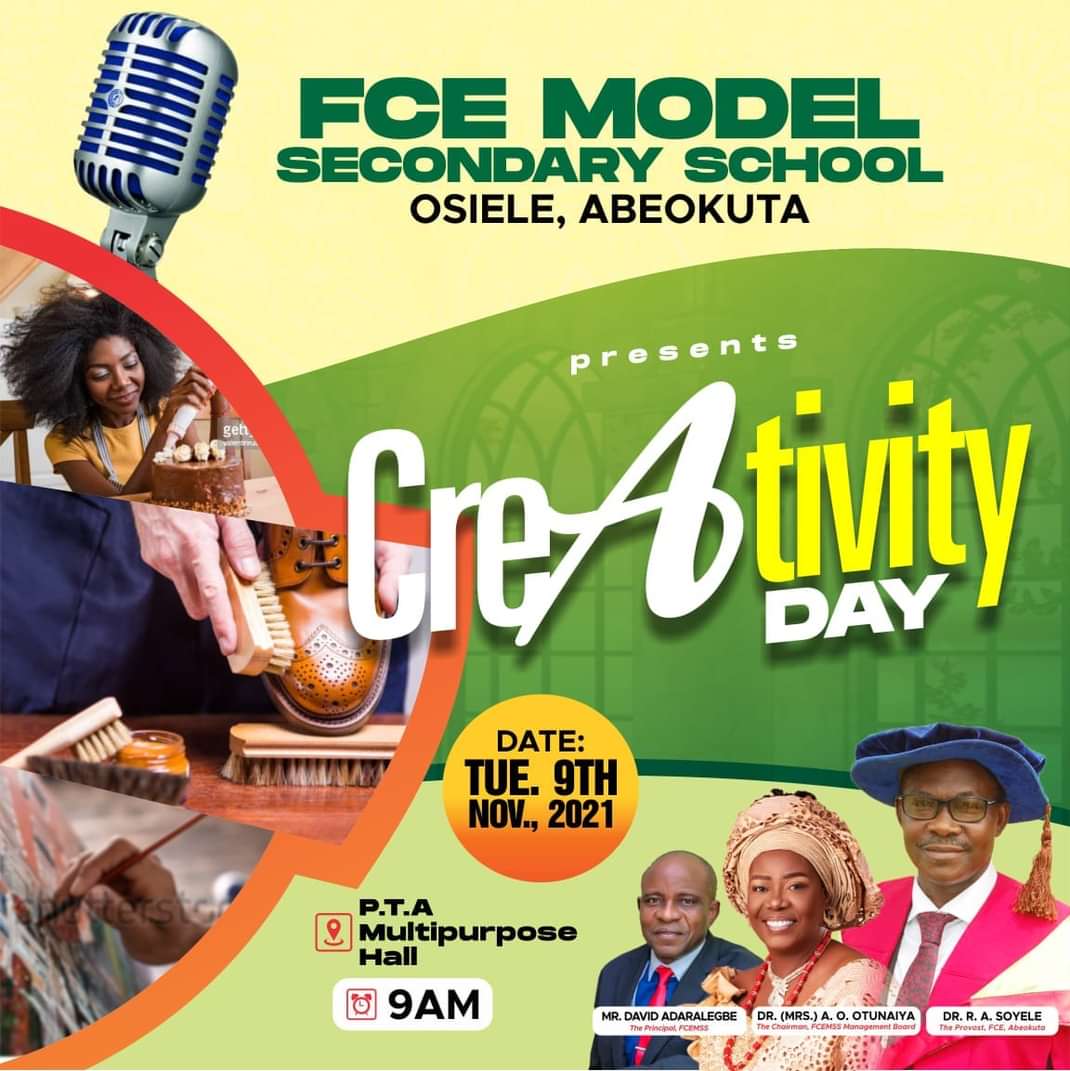 FCE MODEL
SECONDARY SCHOOL
OSIELE, ABEOKUTA
presents
CreAtivity
DAY
DATE:
TUE. 9TH
NOV., 2021
P.T.A
Multipurpose
Hall
9AM
MR. DAVID ADARALEGBE
The Principal, FCEMSS
DR. (MRS.) A. O. OTUNAIYA
The Chairman, FCEMSS Management Board
DR. R. A. SOYELE
The Provost, FCE, Abeokuta